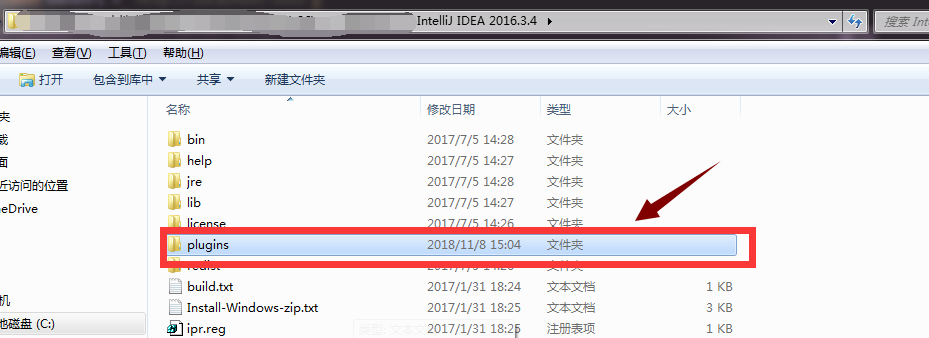 IntelliJ IDEA 2016.3.4
搜索 Int
编辑(E) 查看(V) 工具(T) 帮助(H)
打开 包含到库中 共享 新建文件夹
名称 修改日期 类型 大小
夹
bin 2017/7/5 14:28 文件夹
载
help 2017/7/5 14:27 文件夹
面
jre 2017/7/5 14:28 文件夹
近访问的位置
lib 2017/7/5 14:27 文件夹
neDrive
license 2017/7/5 14:26 文件夹
plugins 2018/11/8 15:04 文件夹
redist 2017/7/5 14:28 文件夹
build.txt 2017/1/31 18:24 文本文档 1 KB
机
Install-Windows-zip.txt 2017/1/31 18:25 文本文档 3 KB
地磁盘 (C:)
ipr.reg 2017/1/31 18:25 注册表项 1 KB